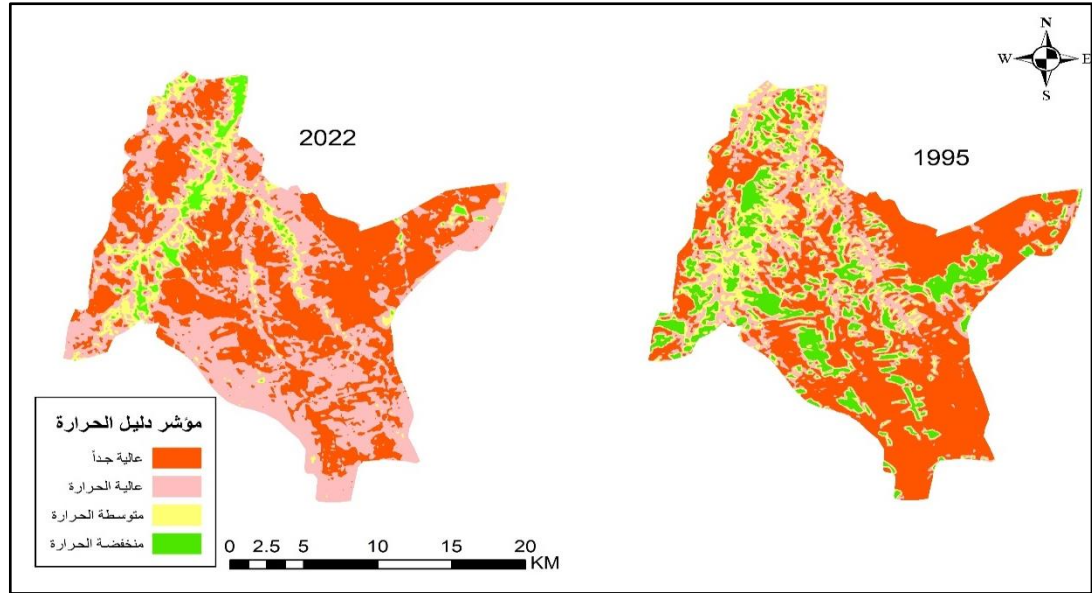 N
W E
S
2022
1995
مؤشر دليل الحرارة
عالية جداً
عالية الحرارة
متوسطة الحرارة
منخفضة الحرارة
0 2.5 5 10 15 20
KM